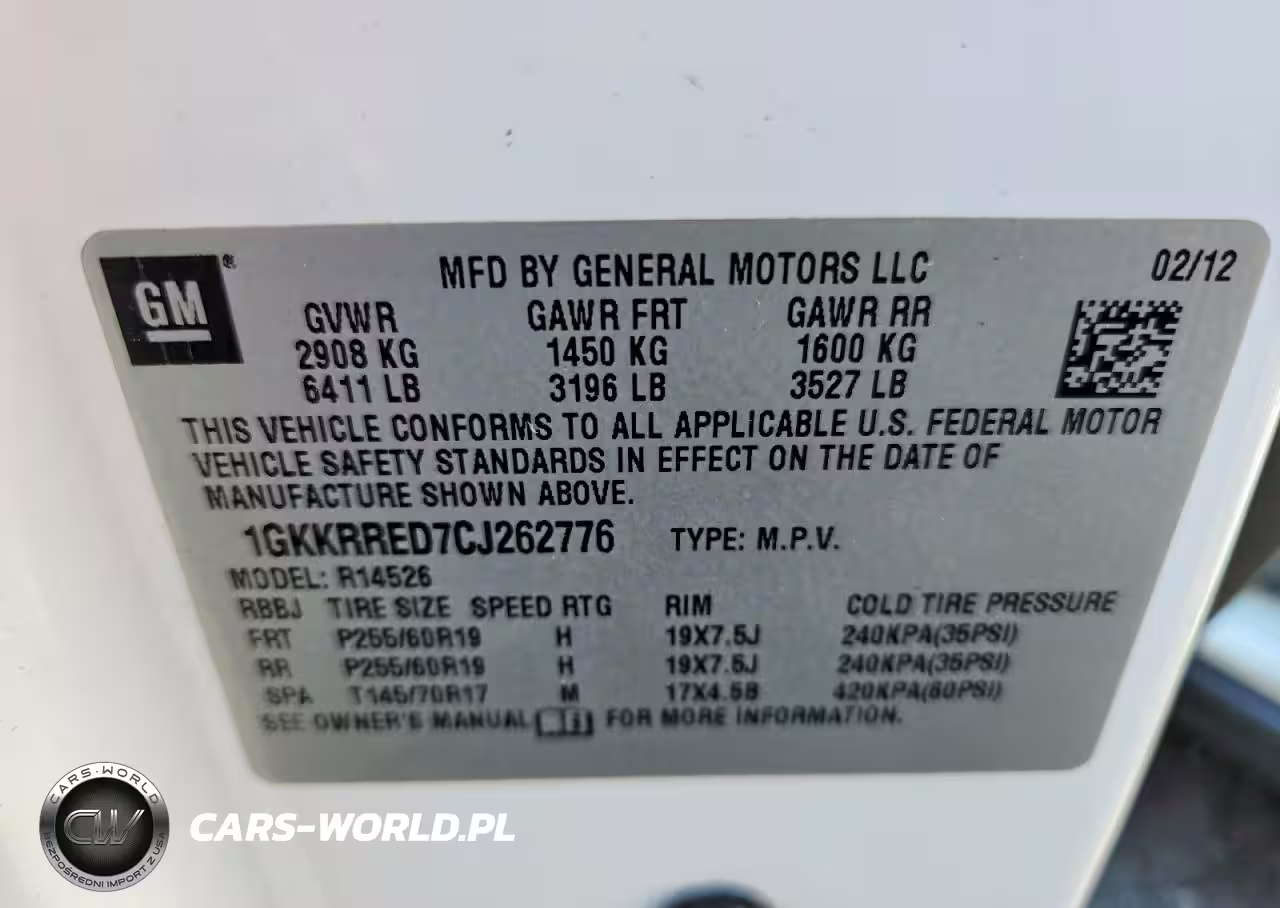 GM®
MFD BY GENERAL MOTORS LLC 02/12
GVWR GAWR FRT GAWR RR
2908 KG 1450 KG 1600 KG
6411 LB 3196 LB 3527 LB
THIS VEHICLE CONFORMS TO ALL APPLICABLE U.S. FEDERAL MOTOR
VEHICLE SAFETY STANDARDS IN EFFECT ON THE DATE OF
MANUFACTURE SHOWN ABOVE.
1GKKRRED7CJ262776 TYPE: M.P.V.
MODEL: R14526
RBBJ TIRE SIZE SPEED RTG RIM COLD TIRE PRESSURE
FRT P255/60R19 H 19X7.5J 240KPA(35PSI)
RR P255/60R19 H 19X7.5J 240KPA(35PSI)
SPA T145/70R17 M 17X4.5B 420KPA(60PSI)
SEE OWNER'S MANUAL FOR MORE INFORMATION.
CARS-WORLD
CW
BEZPOŚREDNI IMPORT Z USA
CARS-WORLD.PL